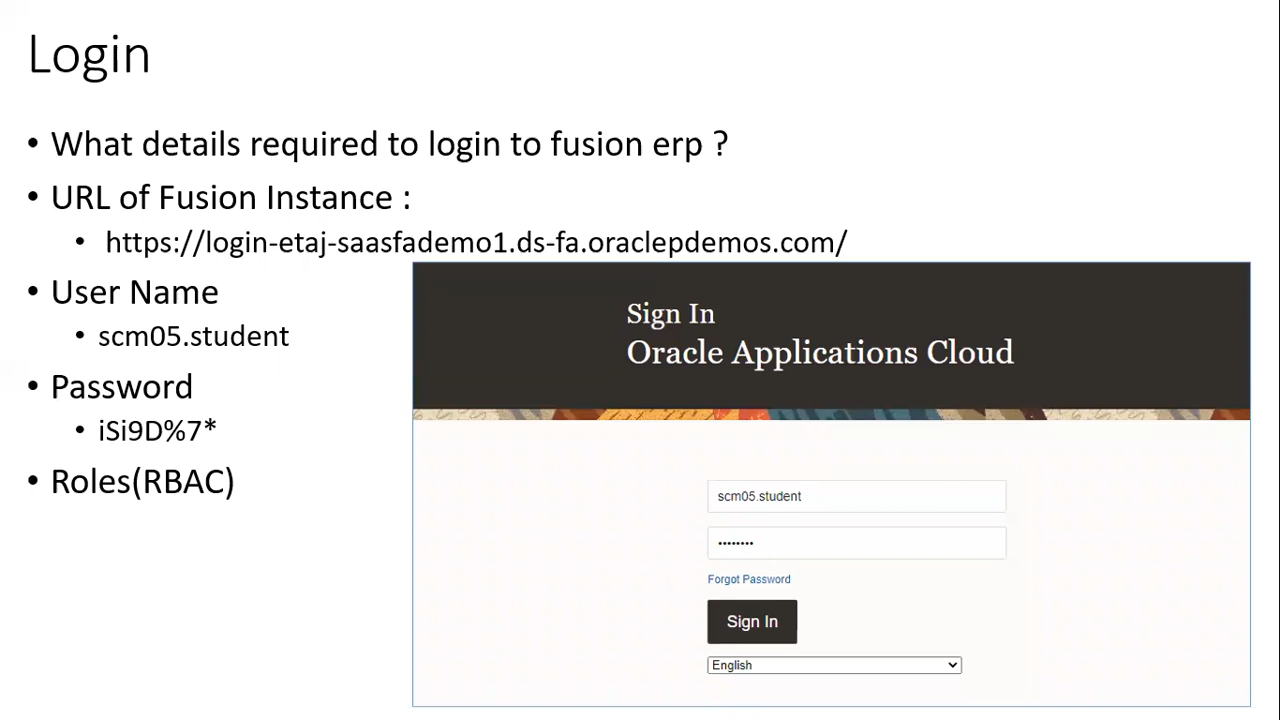 Login
• What details required to login to fusion erp ?
• URL of Fusion Instance :
• https://login-etaj-saasfademo1.ds-fa.oraclepdemos.com/
• User Name
• scm05.student
• Password
• iSi9D%7*
• Roles(RBAC)
Sign In
Oracle Applications Cloud
scm05.student
••••••••
Forgot Password
Sign In
English